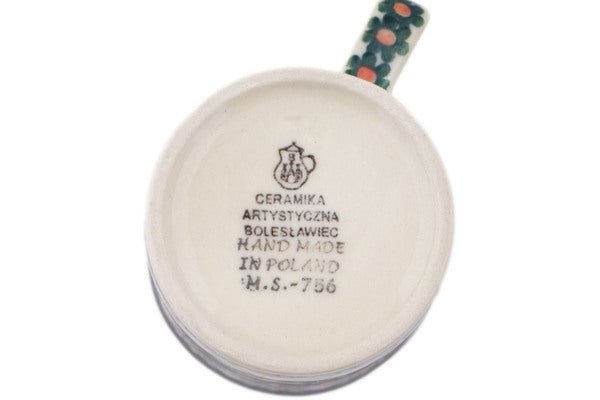 CERAMIKA
ARTYSTYCZNA
BOLESŁAWIEC
HAND MADE
IN POLAND
M.S.-756